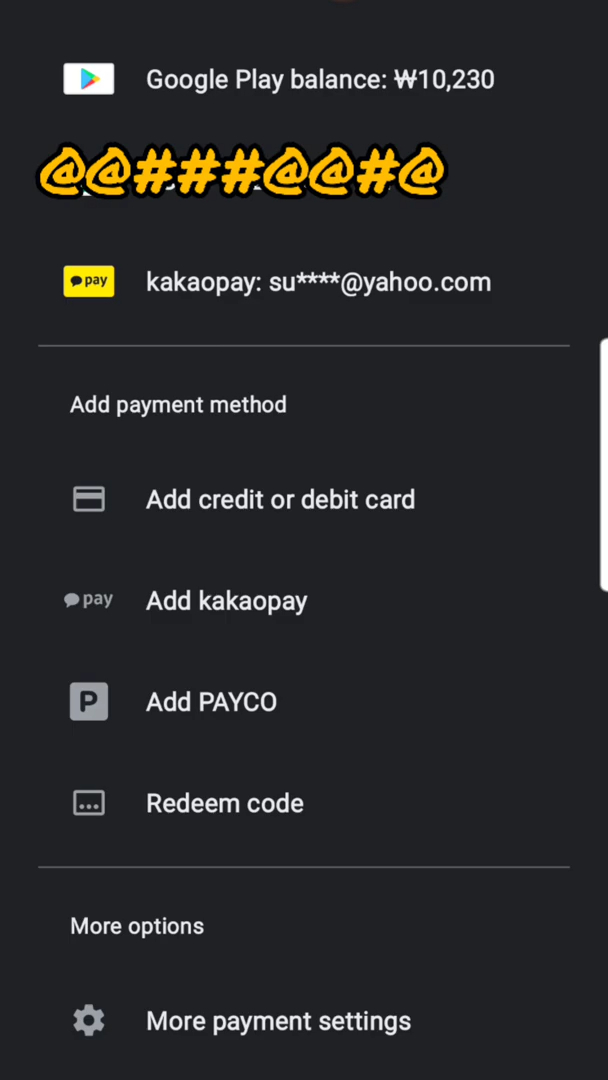 Google Play balance: ₩10,230
@@###@@#@
pay kakaopay: su****@yahoo.com
Add payment method
Add credit or debit card
pay Add kakaopay
P Add PAYCO
Redeem code
More options
More payment settings